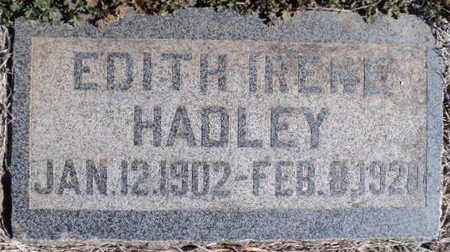 EDITH IRENE
HADLEY
JAN. 12, 1902 - FEB. 8, 1920